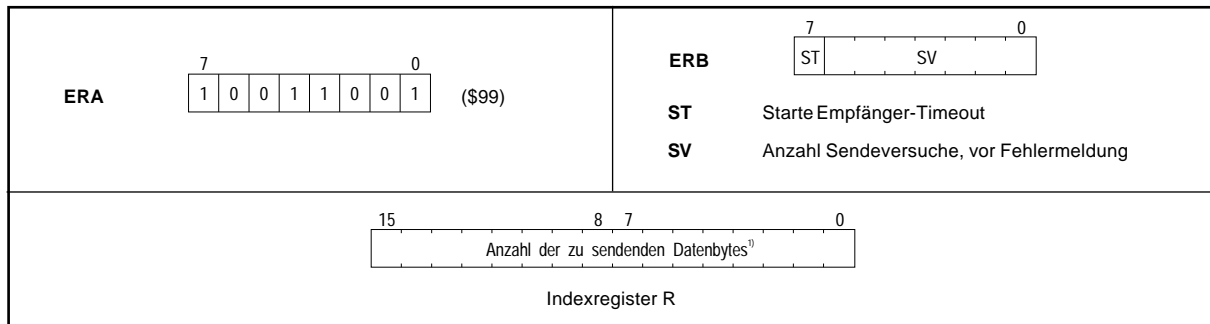 7 0
ERA 1 0 0 1 1 0 0 1 ($99)
7 0
ERB ST SV
ST Starte Empfänger-Timeout
SV Anzahl Sendeversuche, vor Fehlermeldung
15 8 7 0
Anzahl der zu sendenden Datenbytes¹⁾
Indexregister R